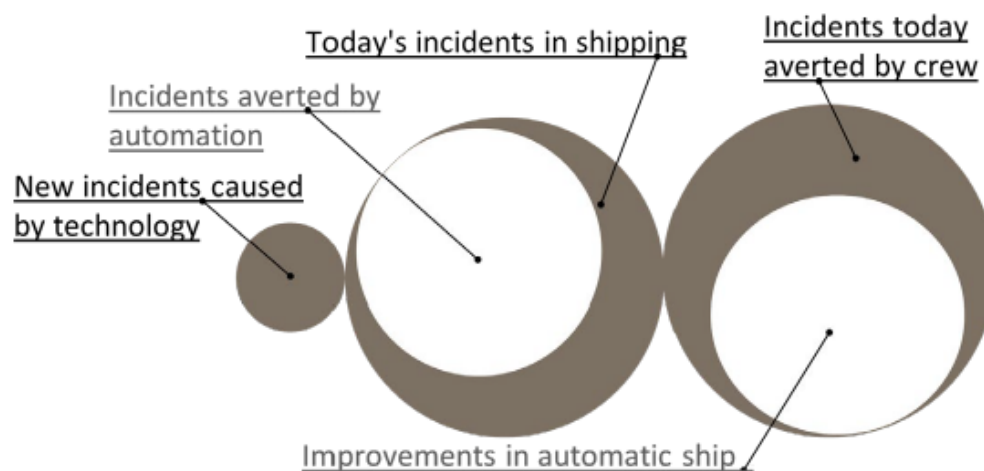 Today's incidents in shipping
Incidents today
averted by crew
Incidents averted by
automation
New incidents caused
by technology
Improvements in automatic ship